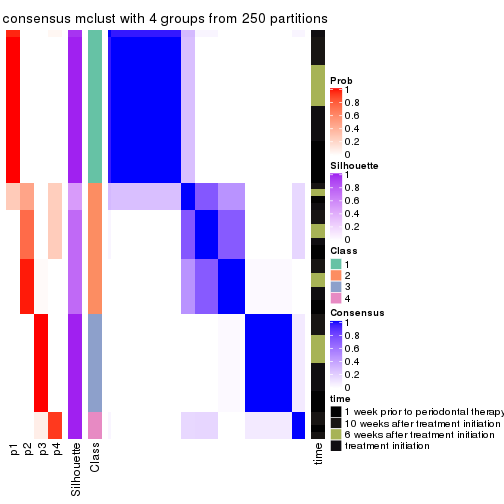 consensus mclust with 4 groups from 250 partitions
Prob
1
0.8
0.6
0.4
0.2
0
Silhouette
1
0.8
0.6
0.4
0.2
0
Class
1
2
3
4
Consensus
1
0.8
0.6
0.4
0.2
0
time
1 week prior to periodontal therapy
10 weeks after treatment initiation
6 weeks after treatment initiation
treatment initiation
p1
p2
p3
p4
Silhouette
Class
time